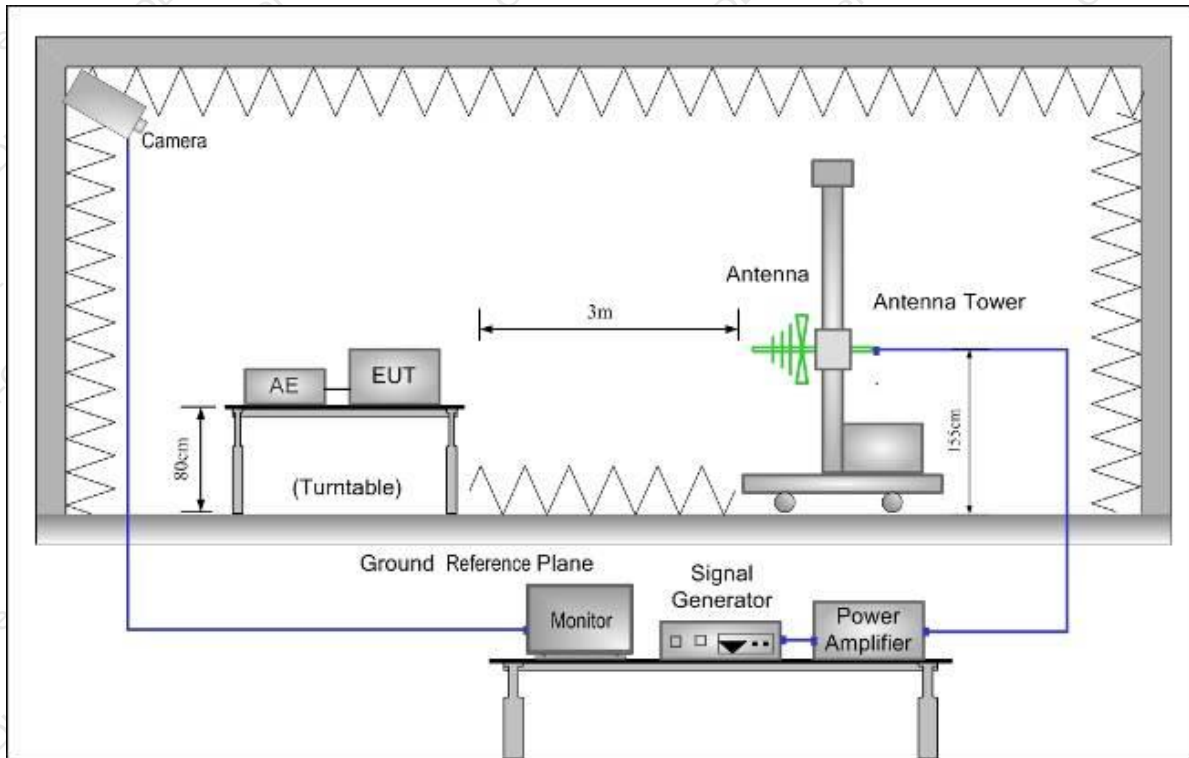 Camera
Antenna
Antenna Tower
3m
AE
EUT
80cm
(Turntable)
155cm
Ground Reference Plane
Signal
Generator
Monitor
Power
Amplifier